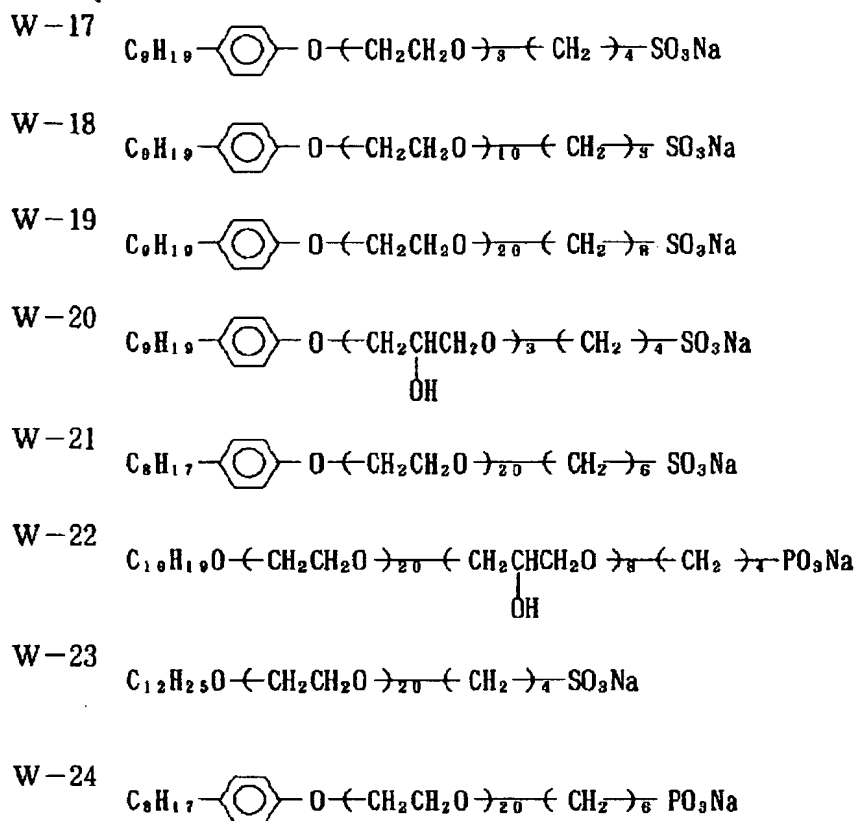 W-17
C₉H₁₉ O-(CH₂CH₂O)₃-(CH₂)₄-SO₃Na
W-18
C₉H₁₉ O-(CH₂CH₂O)₁₀-(CH₂)₃-SO₃Na
W-19
C₉H₁₉ O-(CH₂CH₂O)₂₀-(CH₂)₈-SO₃Na
W-20
C₉H₁₉ O-(CH₂CHCH₂O)₃-(CH₂)₄-SO₃Na
OH
W-21
C₈H₁₇ O-(CH₂CH₂O)₂₀-(CH₂)₆-SO₃Na
W-22
C₁₀H₁₉O-(CH₂CH₂O)₂₀-(CH₂CHCH₂O)₈-(CH₂)₄-PO₃Na
OH
W-23
C₁₂H₂₅O-(CH₂CH₂O)₂₀-(CH₂)₄-SO₃Na
W-24
C₈H₁₇ O-(CH₂CH₂O)₂₀-(CH₂)₆-PO₃Na